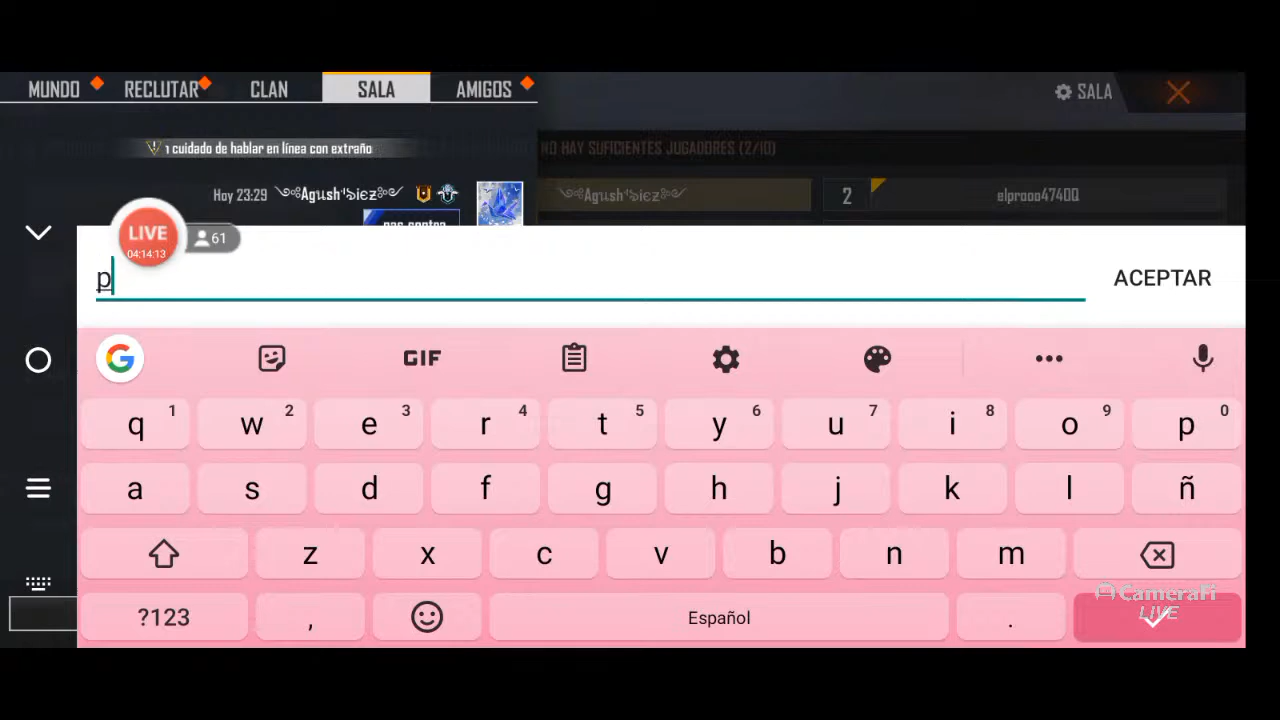 MUNDO RECLUTAR CLAN SALA AMIGOS
SALA
cuidado de hablar en línea con extraño
NO HAY SUFICIENTES JUGADORES (2/10)
Hoy 23:29
2 elprooo4740Q
LIVE
04:14:13
61
p
ACEPTAR
GIF
q 1 w 2 e 3 r 4 t 5 y 6 u 7 i 8 o 9 p 0
a s d f g h j k l ñ
z x c v b n m
CameraFi
LIVE
?123 , Español .